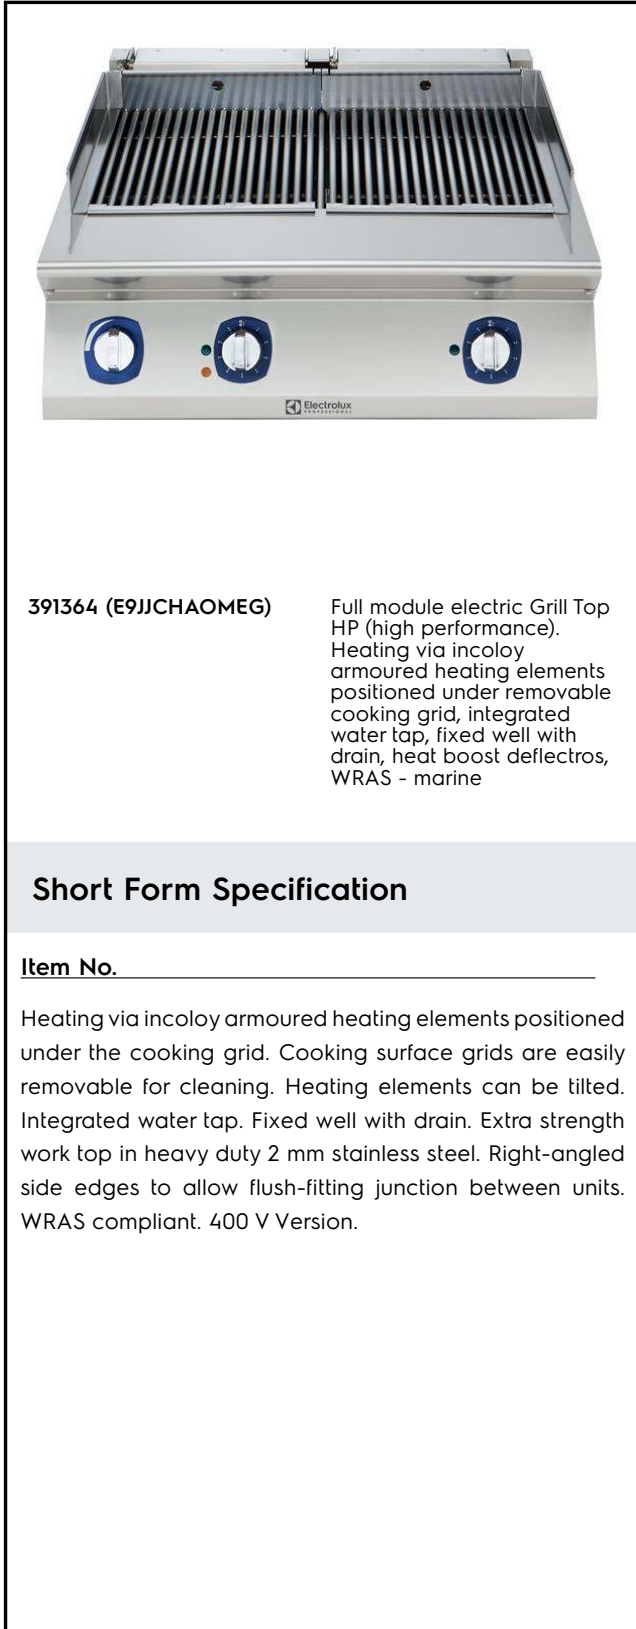 Electrolux
PROFESSIONAL
391364 (E9JJCHAOMEG)
Full module electric Grill Top
HP (high performance).
Heating via incoloy
armoured heating elements
positioned under removable
cooking grid, integrated
water tap, fixed well with
drain, heat boost deflectros,
WRAS - marine
Short Form Specification
Item No.
Heating via incoloy armoured heating elements positioned
under the cooking grid. Cooking surface grids are easily
removable for cleaning. Heating elements can be tilted.
Integrated water tap. Fixed well with drain. Extra strength
work top in heavy duty 2 mm stainless steel. Right-angled
side edges to allow flush-fitting junction between units.
WRAS compliant. 400 V Version.